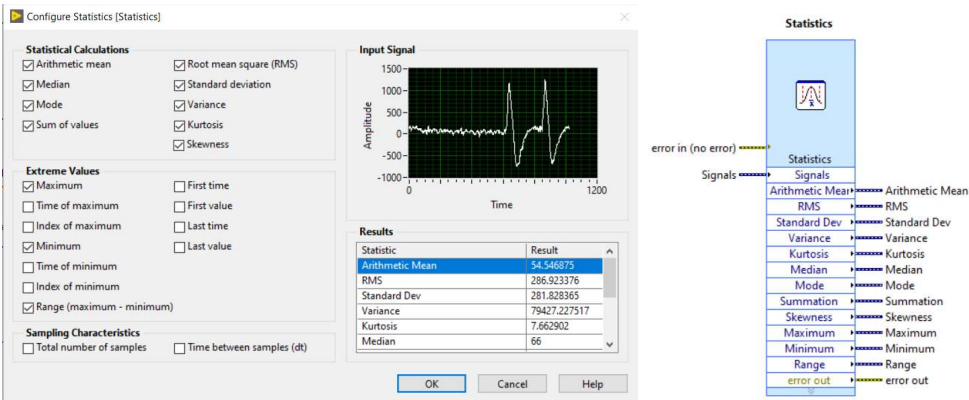 Configure Statistics [Statistics]
Statistical Calculations
Arithmetic mean
Root mean square (RMS)
Median
Standard deviation
Mode
Variance
Sum of values
Kurtosis
Skewness
Extreme Values
Maximum
First time
Time of maximum
First value
Index of maximum
Last time
Minimum
Last value
Time of minimum
Index of minimum
Range (maximum - minimum)
Sampling Characteristics
Total number of samples
Time between samples (dt)
Input Signal
1500
1000
500
0
-500
-1000
Amplitude
0
1200
Time
Results
Statistic Result
Arithmetic Mean 54.546875
RMS 286.923376
Standard Dev 281.828365
Variance 79427.227517
Kurtosis 7.662902
Median 66
OK
Cancel
Help
Statistics
x
error in (no error)
Statistics
Signals Signals
Arithmetic Mear Arithmetic Mean
RMS RMS
Standard Dev Standard Dev
Variance Variance
Kurtosis Kurtosis
Median Median
Mode Mode
Summation Summation
Skewness Skewness
Maximum Maximum
Minimum Minimum
Range Range
error out error out